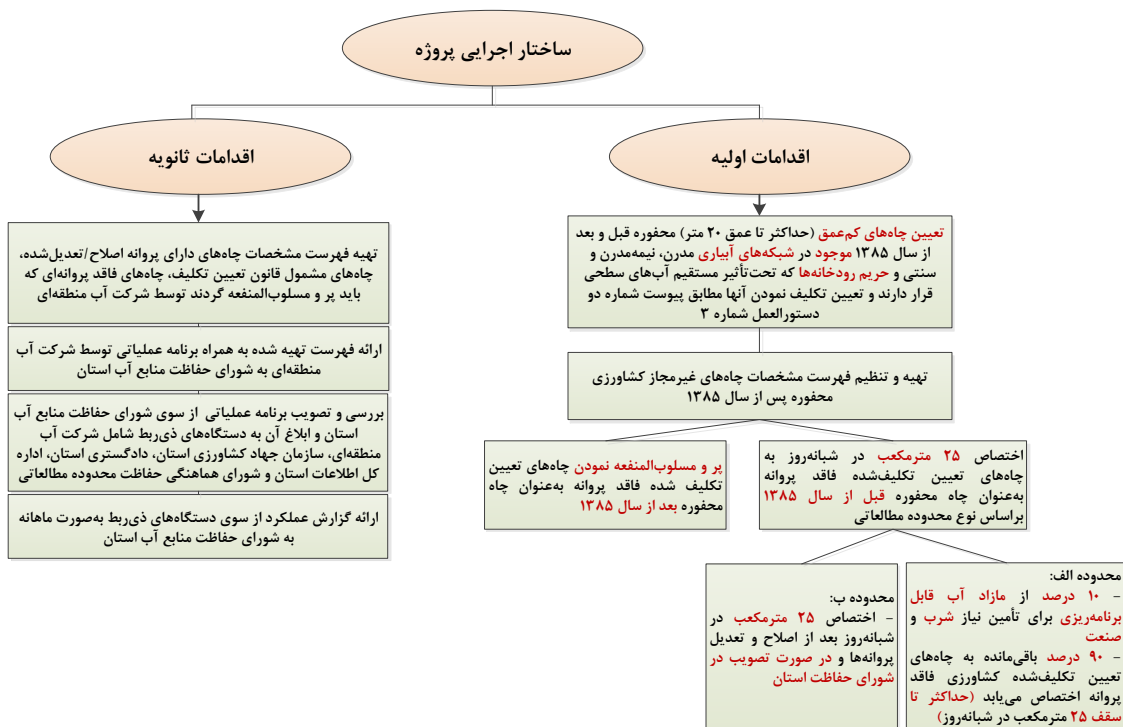 ساختار اجرایی پروژه
اقدامات اولیه
تعیین چاه‌های کم‌عمق (حداکثر تا عمق ۲۰ متر) محفوره قبل و بعد
از سال ۱۳۸۵ موجود در شبکه‌های آبیاری مدرن، نیمه‌مدرن و
سنتی و حریم رودخانه‌ها که تحت‌تأثیر مستقیم آب‌های سطحی
قرار دارند و تعیین تکلیف نمودن آنها مطابق پیوست شماره دو
دستورالعمل شماره ۳
تهیه و تنظیم فهرست مشخصات چاه‌های غیرمجاز کشاورزی
محفوره پس از سال ۱۳۸۵
اختصاص ۲۵ مترمکعب در شبانه‌روز به
چاه‌های تعیین تکلیف‌شده فاقد پروانه
به‌عنوان چاه محفوره قبل از سال ۱۳۸۵
براساس نوع محدوده مطالعاتی
پر و مسلوب‌المنفعه نمودن چاه‌های تعیین
تکلیف شده فاقد پروانه به‌عنوان چاه
محفوره بعد از سال ۱۳۸۵
محدوده الف:
- ۱۰ درصد از مازاد آب قابل
برنامه‌ریزی برای تأمین نیاز شرب و
صنعت
- ۹۰ درصد باقی‌مانده به چاه‌های
تعیین تکلیف‌شده کشاورزی فاقد
پروانه اختصاص می‌یابد (حداکثر تا
سقف ۲۵ مترمکعب در شبانه‌روز)
محدوده ب:
- اختصاص ۲۵ مترمکعب در
شبانه‌روز بعد از اصلاح و تعدیل
پروانه‌ها و در صورت تصویب در
شورای حفاظت استان
اقدامات ثانویه
تهیه فهرست مشخصات چاه‌های دارای پروانه اصلاح/تعدیل‌شده،
چاه‌های مشمول قانون تعیین تکلیف، چاه‌های فاقد پروانه‌ای که
باید پر و مسلوب‌المنفعه گردند توسط شرکت آب منطقه‌ای
ارائه فهرست تهیه شده به همراه برنامه عملیاتی توسط شرکت آب
منطقه‌ای به شورای حفاظت منابع آب استان
بررسی و تصویب برنامه عملیاتی از سوی شورای حفاظت منابع آب
استان و ابلاغ آن به دستگاه‌های ذی‌ربط شامل شرکت آب
منطقه‌ای، سازمان جهاد کشاورزی استان، دادگستری استان، اداره
کل اطلاعات استان و شورای هماهنگی حفاظت محدوده مطالعاتی
ارائه گزارش عملکرد از سوی دستگاه‌های ذی‌ربط به‌صورت ماهانه
به شورای حفاظت منابع آب استان